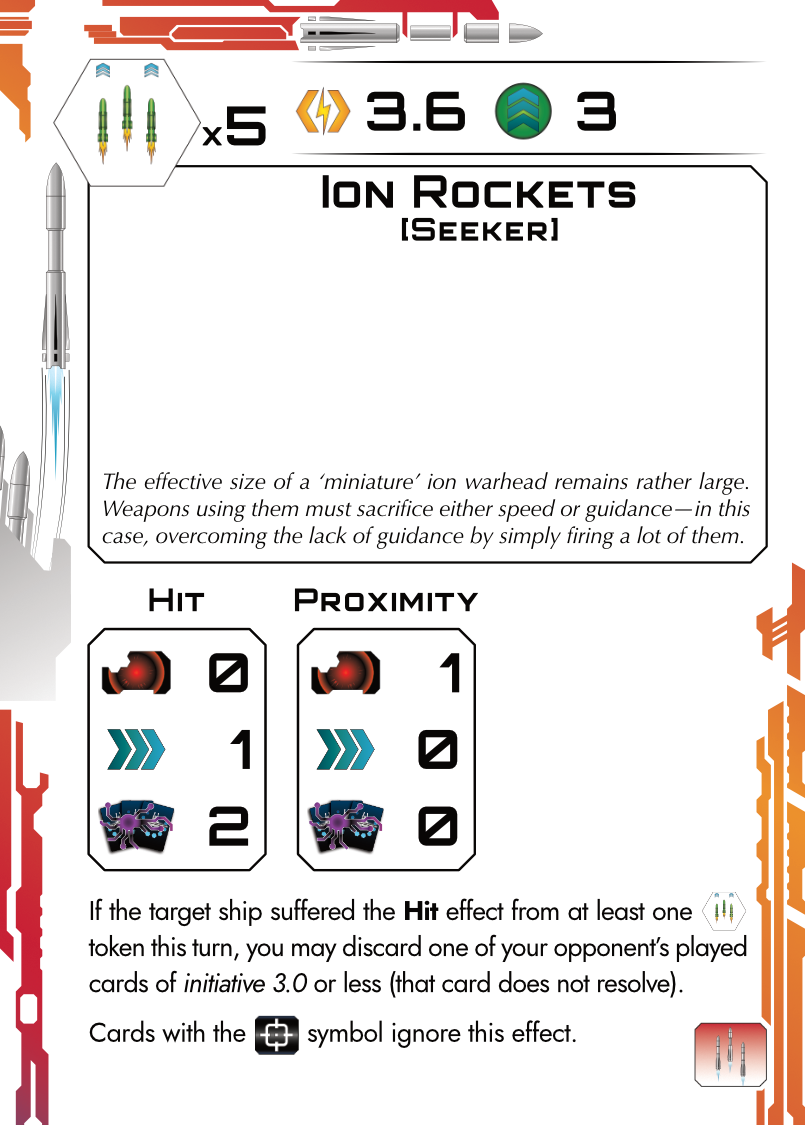 x5 3.6 3
Ion Rockets
[Seeker]
The effective size of a ‘miniature’ ion warhead remains rather large.
Weapons using them must sacrifice either speed or guidance—in this
case, overcoming the lack of guidance by simply firing a lot of them.
Hit Proximity
0 1
1 0
2 0
If the target ship suffered the Hit effect from at least one
token this turn, you may discard one of your opponent’s played
cards of initiative 3.0 or less (that card does not resolve).
Cards with the symbol ignore this effect.